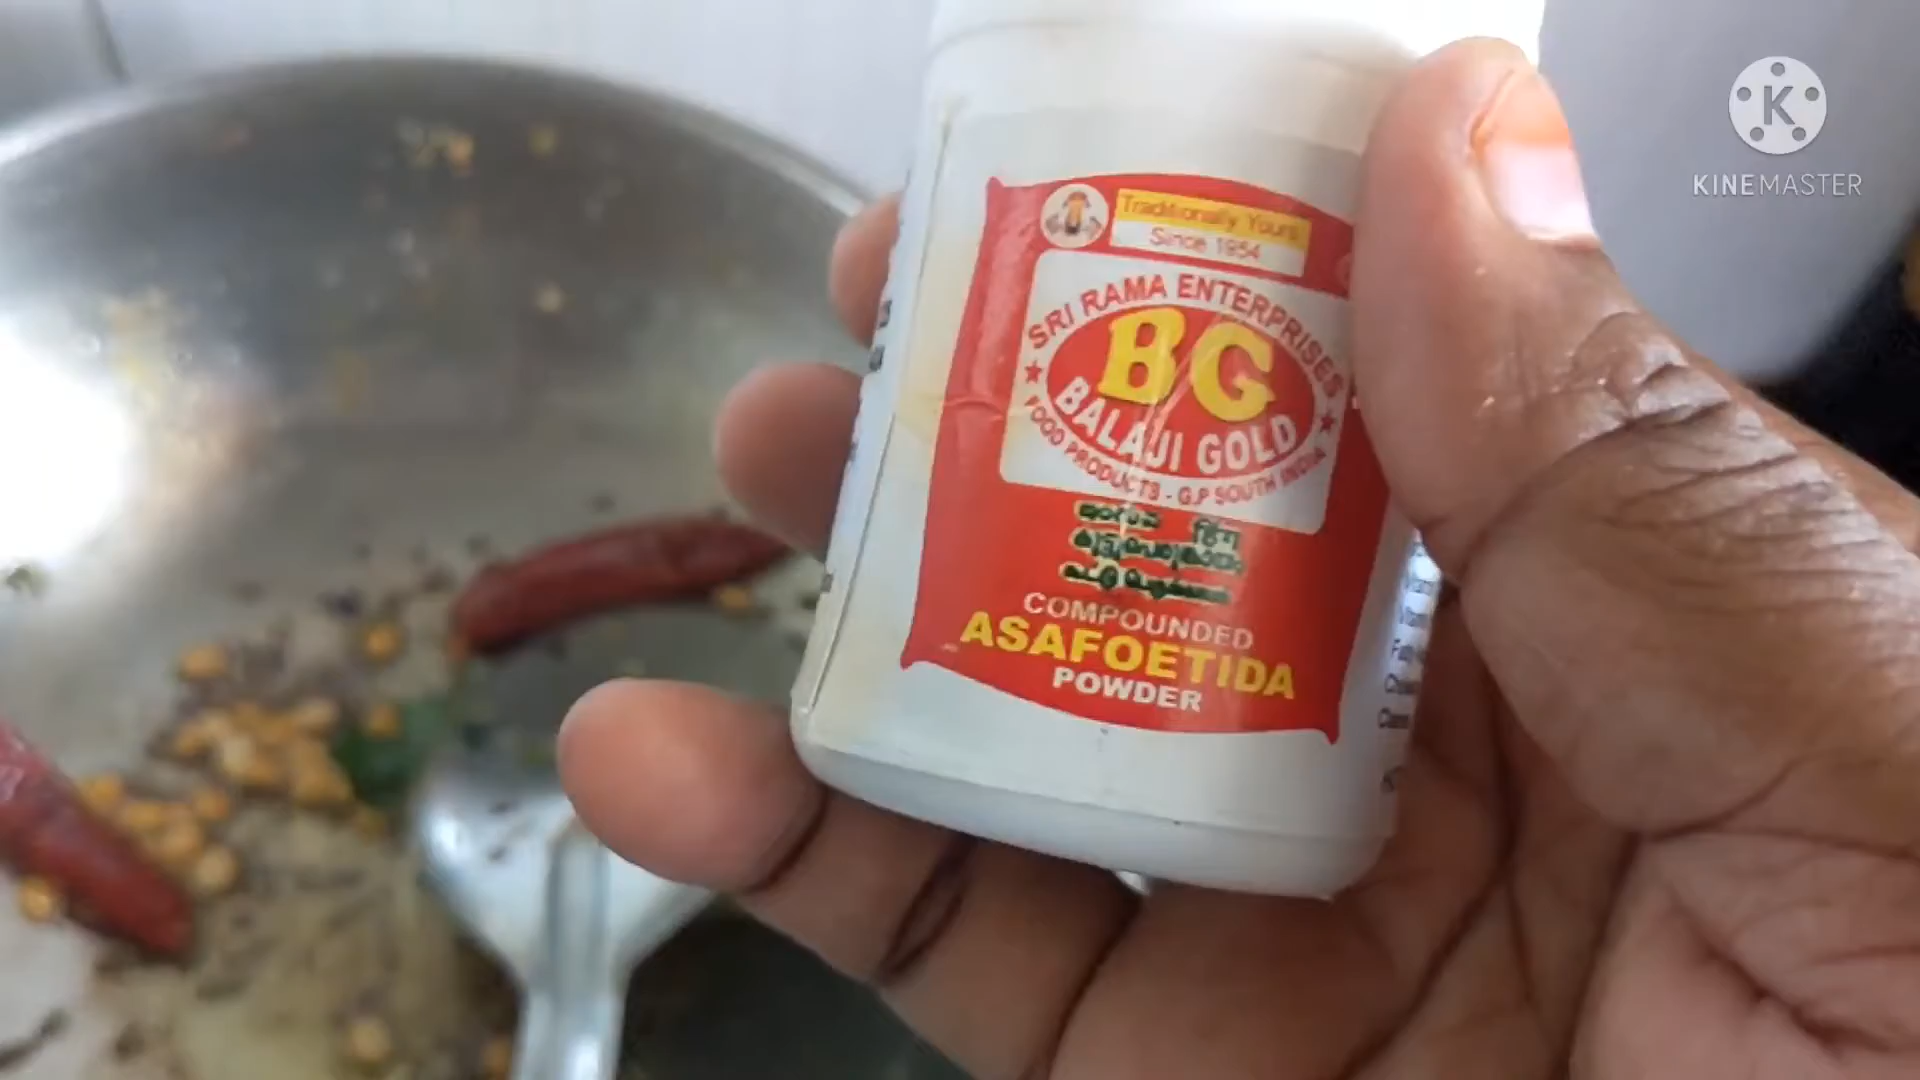 Traditionally Yours
Since 1954
SRI RAMA ENTERPRISES
BG
BALAJI GOLD
FOOD PRODUCTS - G.P SOUTH INDIA
COMPOUNDED
ASAFOETIDA
POWDER
K
KINEMASTER